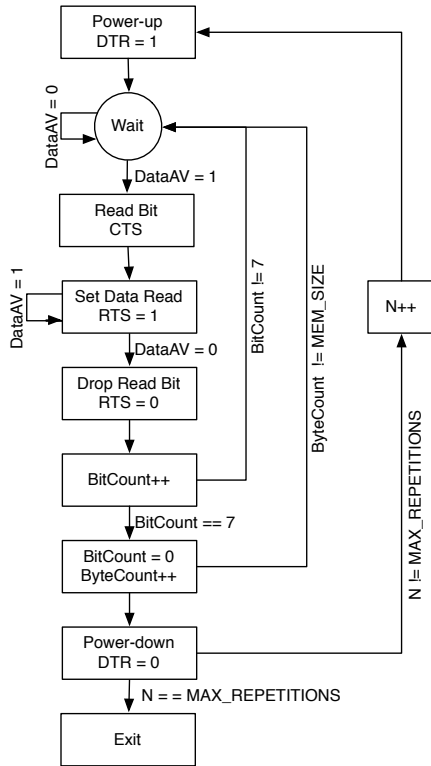 Power-up
DTR = 1
DataAV = 0
Wait
DataAV = 1
Read Bit
CTS
DataAV = 1
Set Data Read
RTS = 1
DataAV = 0
Drop Read Bit
RTS = 0
BitCount++
BitCount != 7
ByteCount != MEM_SIZE
N++
N != MAX_REPETITIONS
BitCount == 7
BitCount = 0
ByteCount++
Power-down
DTR = 0
N == MAX_REPETITIONS
Exit